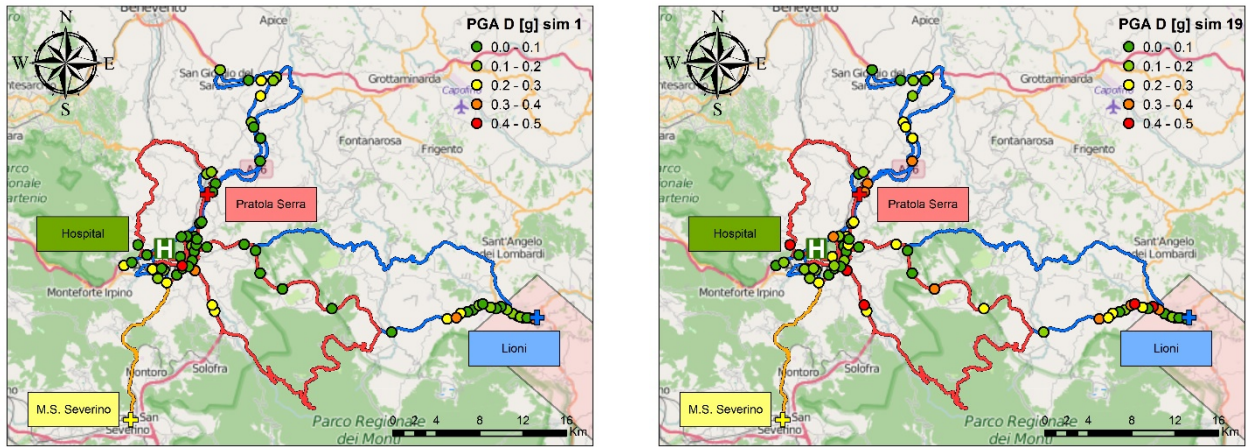 Benevento
Apice
PGA D [g] sim 1
0.0 - 0.1
0.1 - 0.2
0.2 - 0.3
0.3 - 0.4
0.4 - 0.5
N
W
E
S
San Giorgio del
San
Grottaminarda
Fontanarosa
Frigento
Pratola Serra
Hospital
H
Sant'Angelo
dei Lombardi
Monteforte Irpino
Lioni
Montoro
Solofra
M.S. Severino
San
Severino
Parco Regionale
dei Monti
0 2 4 8 12 16
Km
Benevento
Apice
PGA D [g] sim 19
0.0 - 0.1
0.1 - 0.2
0.2 - 0.3
0.3 - 0.4
0.4 - 0.5
N
W
E
S
San Giorgio del
San
Grottaminarda
Fontanarosa
Frigento
Pratola Serra
Hospital
H
Sant'Angelo
dei Lombardi
Monteforte Irpino
Lioni
Montoro
Solofra
M.S. Severino
San
Severino
Parco Regionale
dei Monti
0 2 4 8 12 16
Km